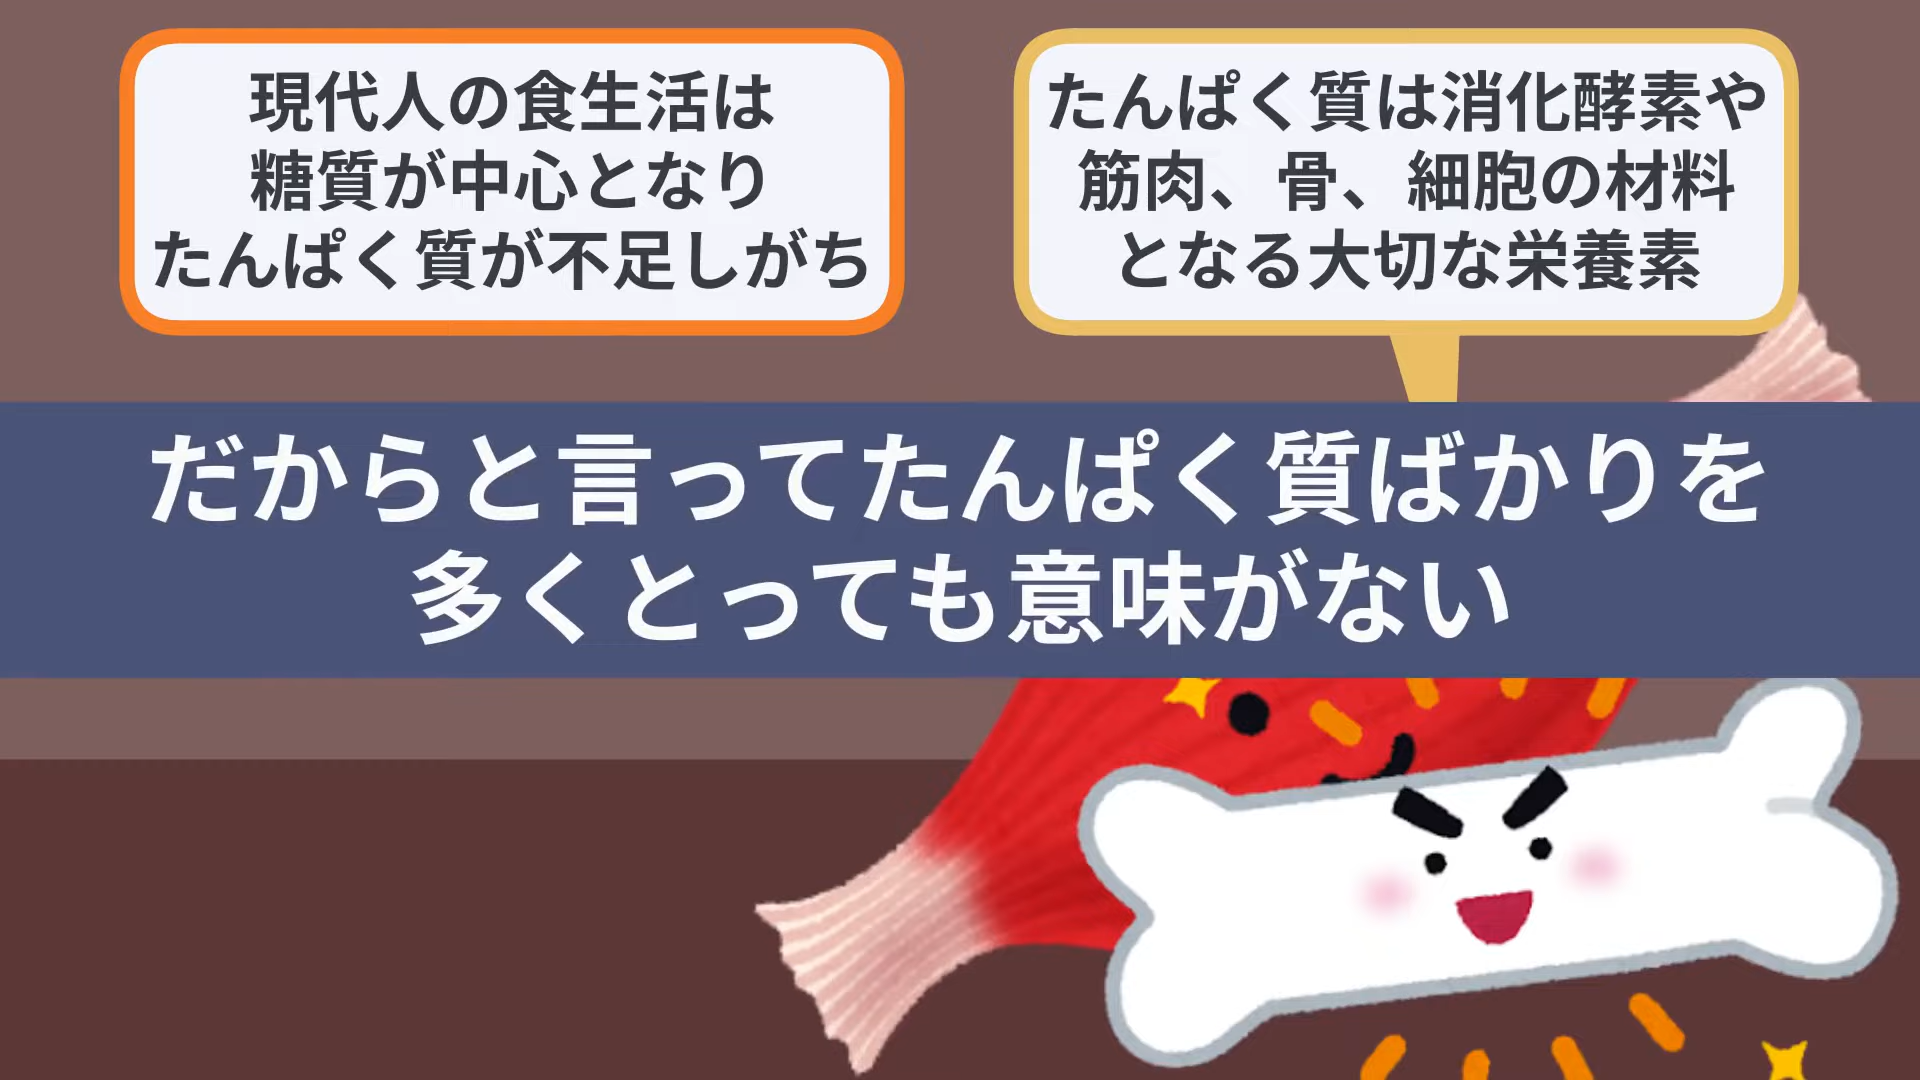 現代人の食生活は
糖質が中心となり
たんぱく質が不足しがち
たんぱく質は消化酵素や
筋肉、骨、細胞の材料
となる大切な栄養素
だからと言ってたんぱく質ばかりを
多くとっても意味がない